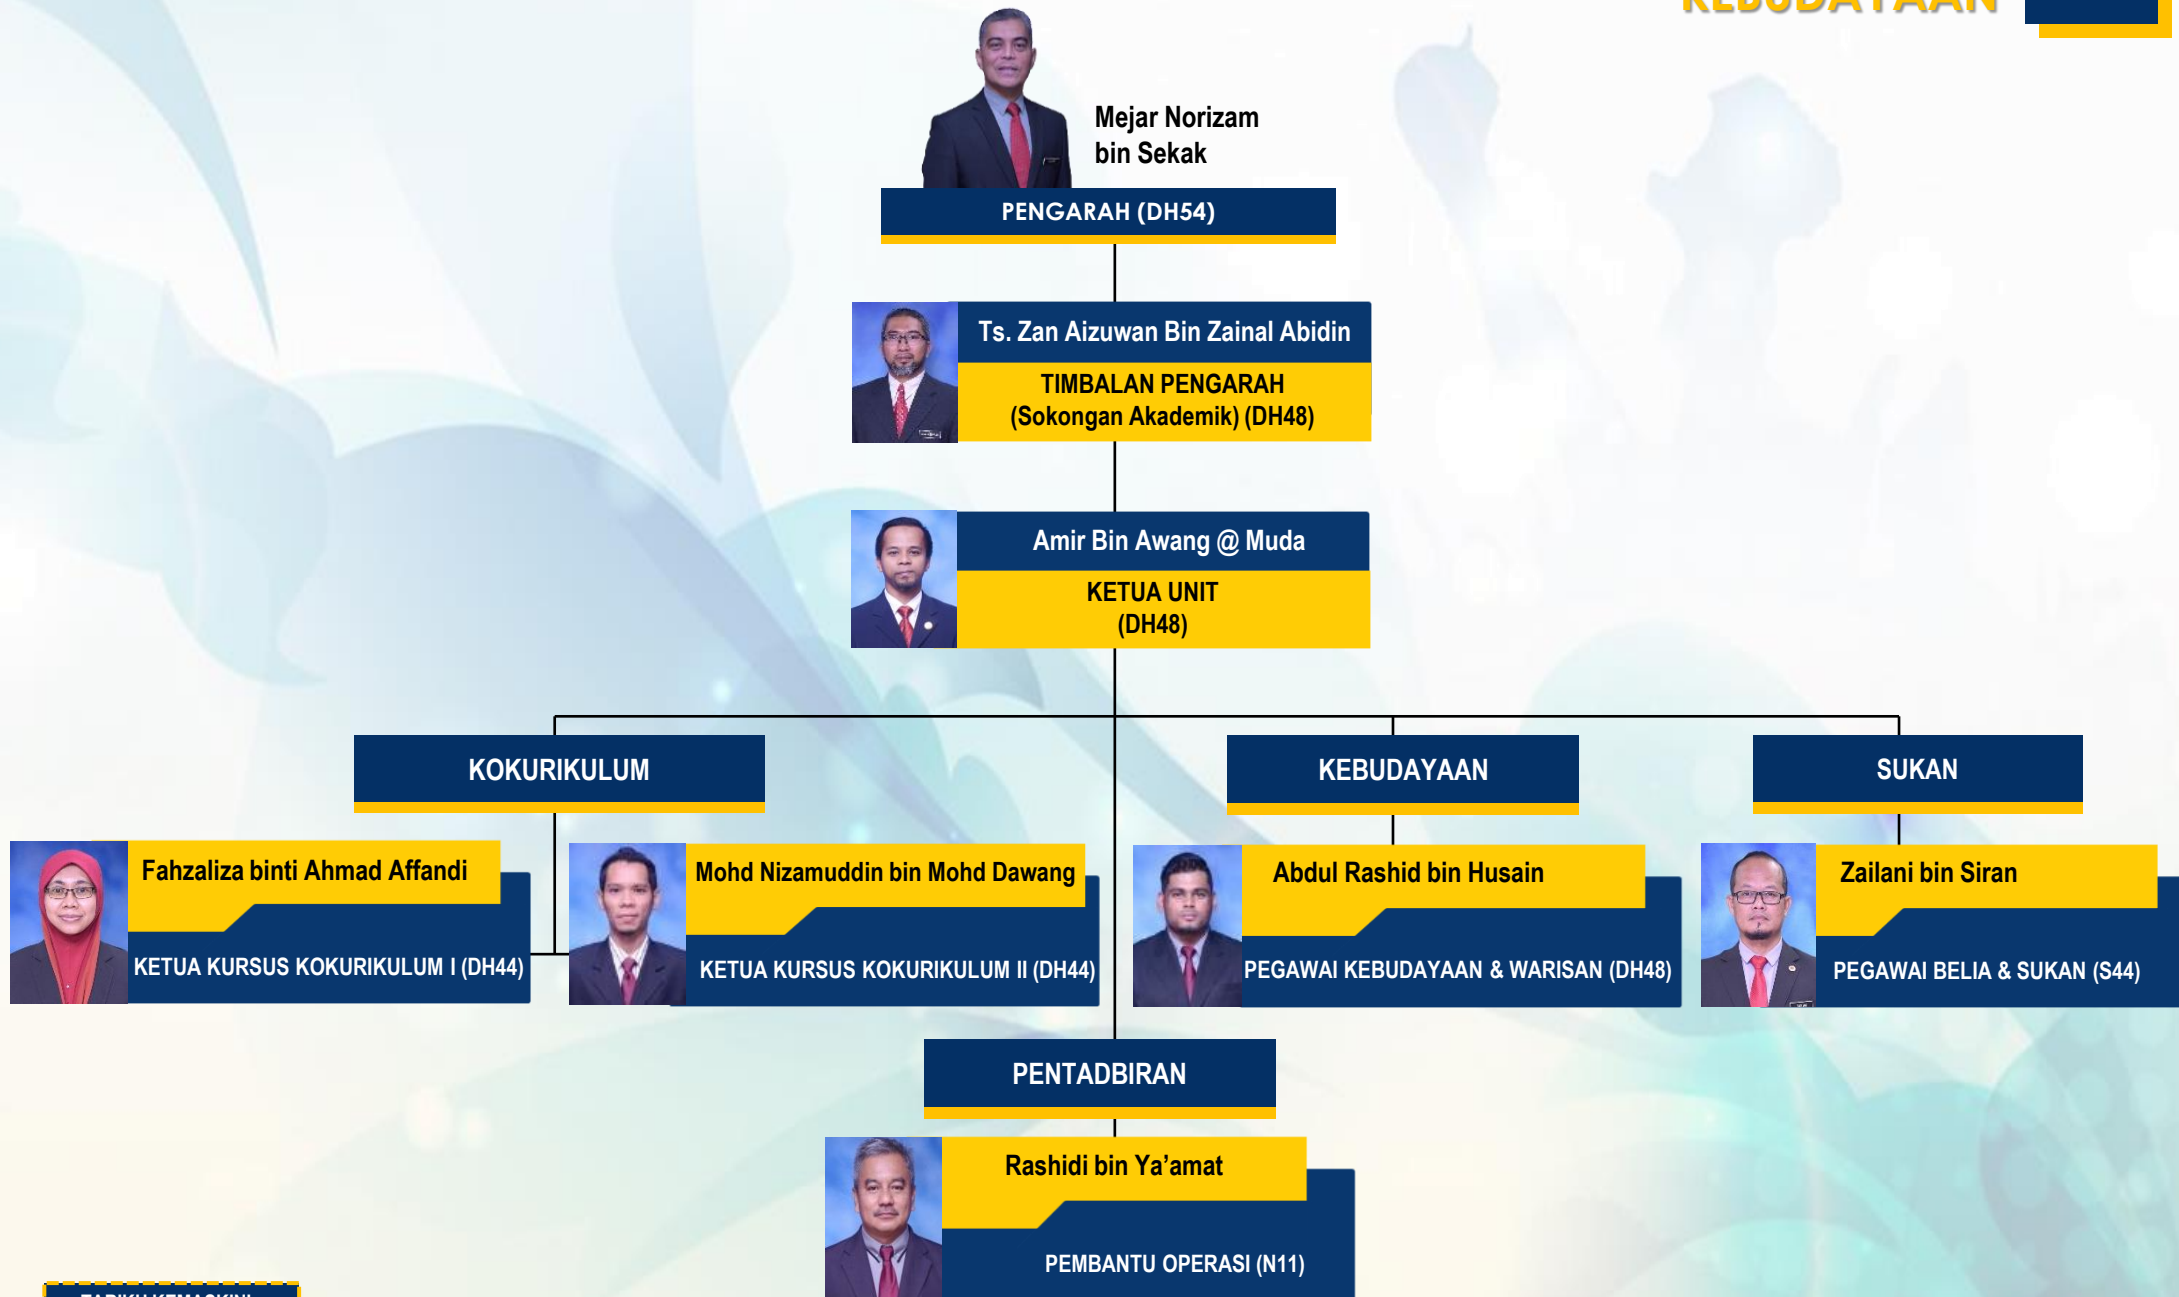 KEBUDAYAAN
Mejar Norizam
bin Sekak
PENGARAH (DH54)
Ts. Zan Aizuwan Bin Zainal Abidin
TIMBALAN PENGARAH
(Sokongan Akademik) (DH48)
Amir Bin Awang @ Muda
KETUA UNIT
(DH48)
KOKURIKULUM
KEBUDAYAAN
SUKAN
Fahzaliza binti Ahmad Affandi
KETUA KURSUS KOKURIKULUM I (DH44)
Mohd Nizamuddin bin Mohd Dawang
KETUA KURSUS KOKURIKULUM II (DH44)
Abdul Rashid bin Husain
PEGAWAI KEBUDAYAAN & WARISAN (DH48)
Zailani bin Siran
PEGAWAI BELIA & SUKAN (S44)
PENTADBIRAN
Rashidi bin Ya’amat
PEMBANTU OPERASI (N11)
TARIKH KEMASKINI